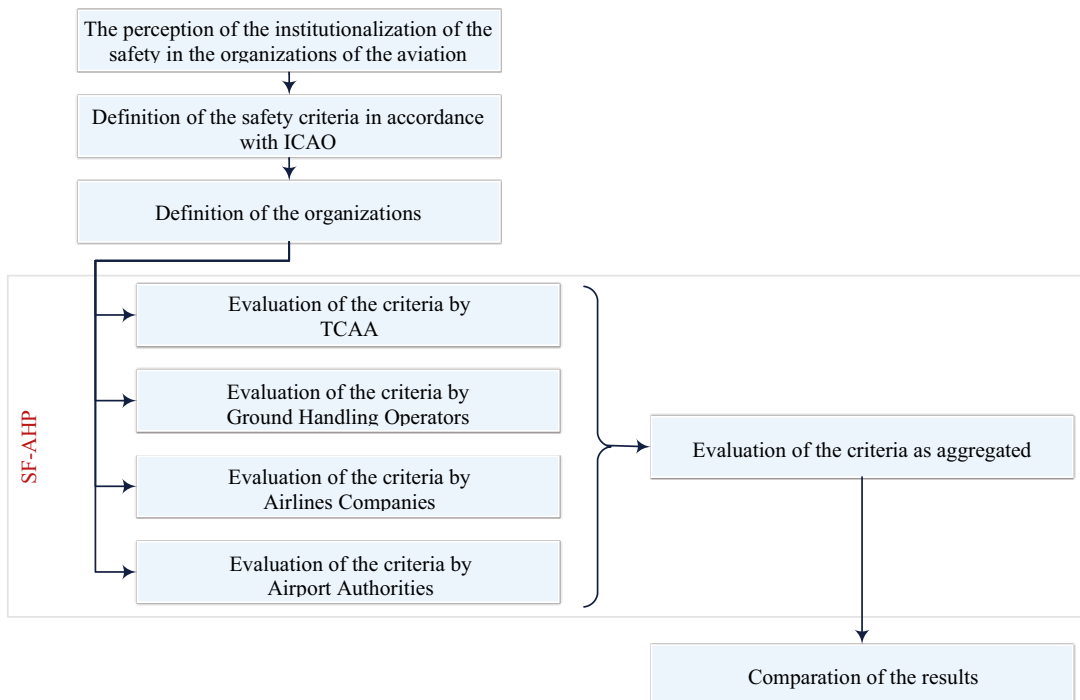 The perception of the institutionalization of the
safety in the organizations of the aviation
Definition of the safety criteria in accordance
with ICAO
Definition of the organizations
SF-AHP
Evaluation of the criteria by
TCAA
Evaluation of the criteria by
Ground Handling Operators
Evaluation of the criteria by
Airlines Companies
Evaluation of the criteria by
Airport Authorities
Evaluation of the criteria as aggregated
Comparation of the results